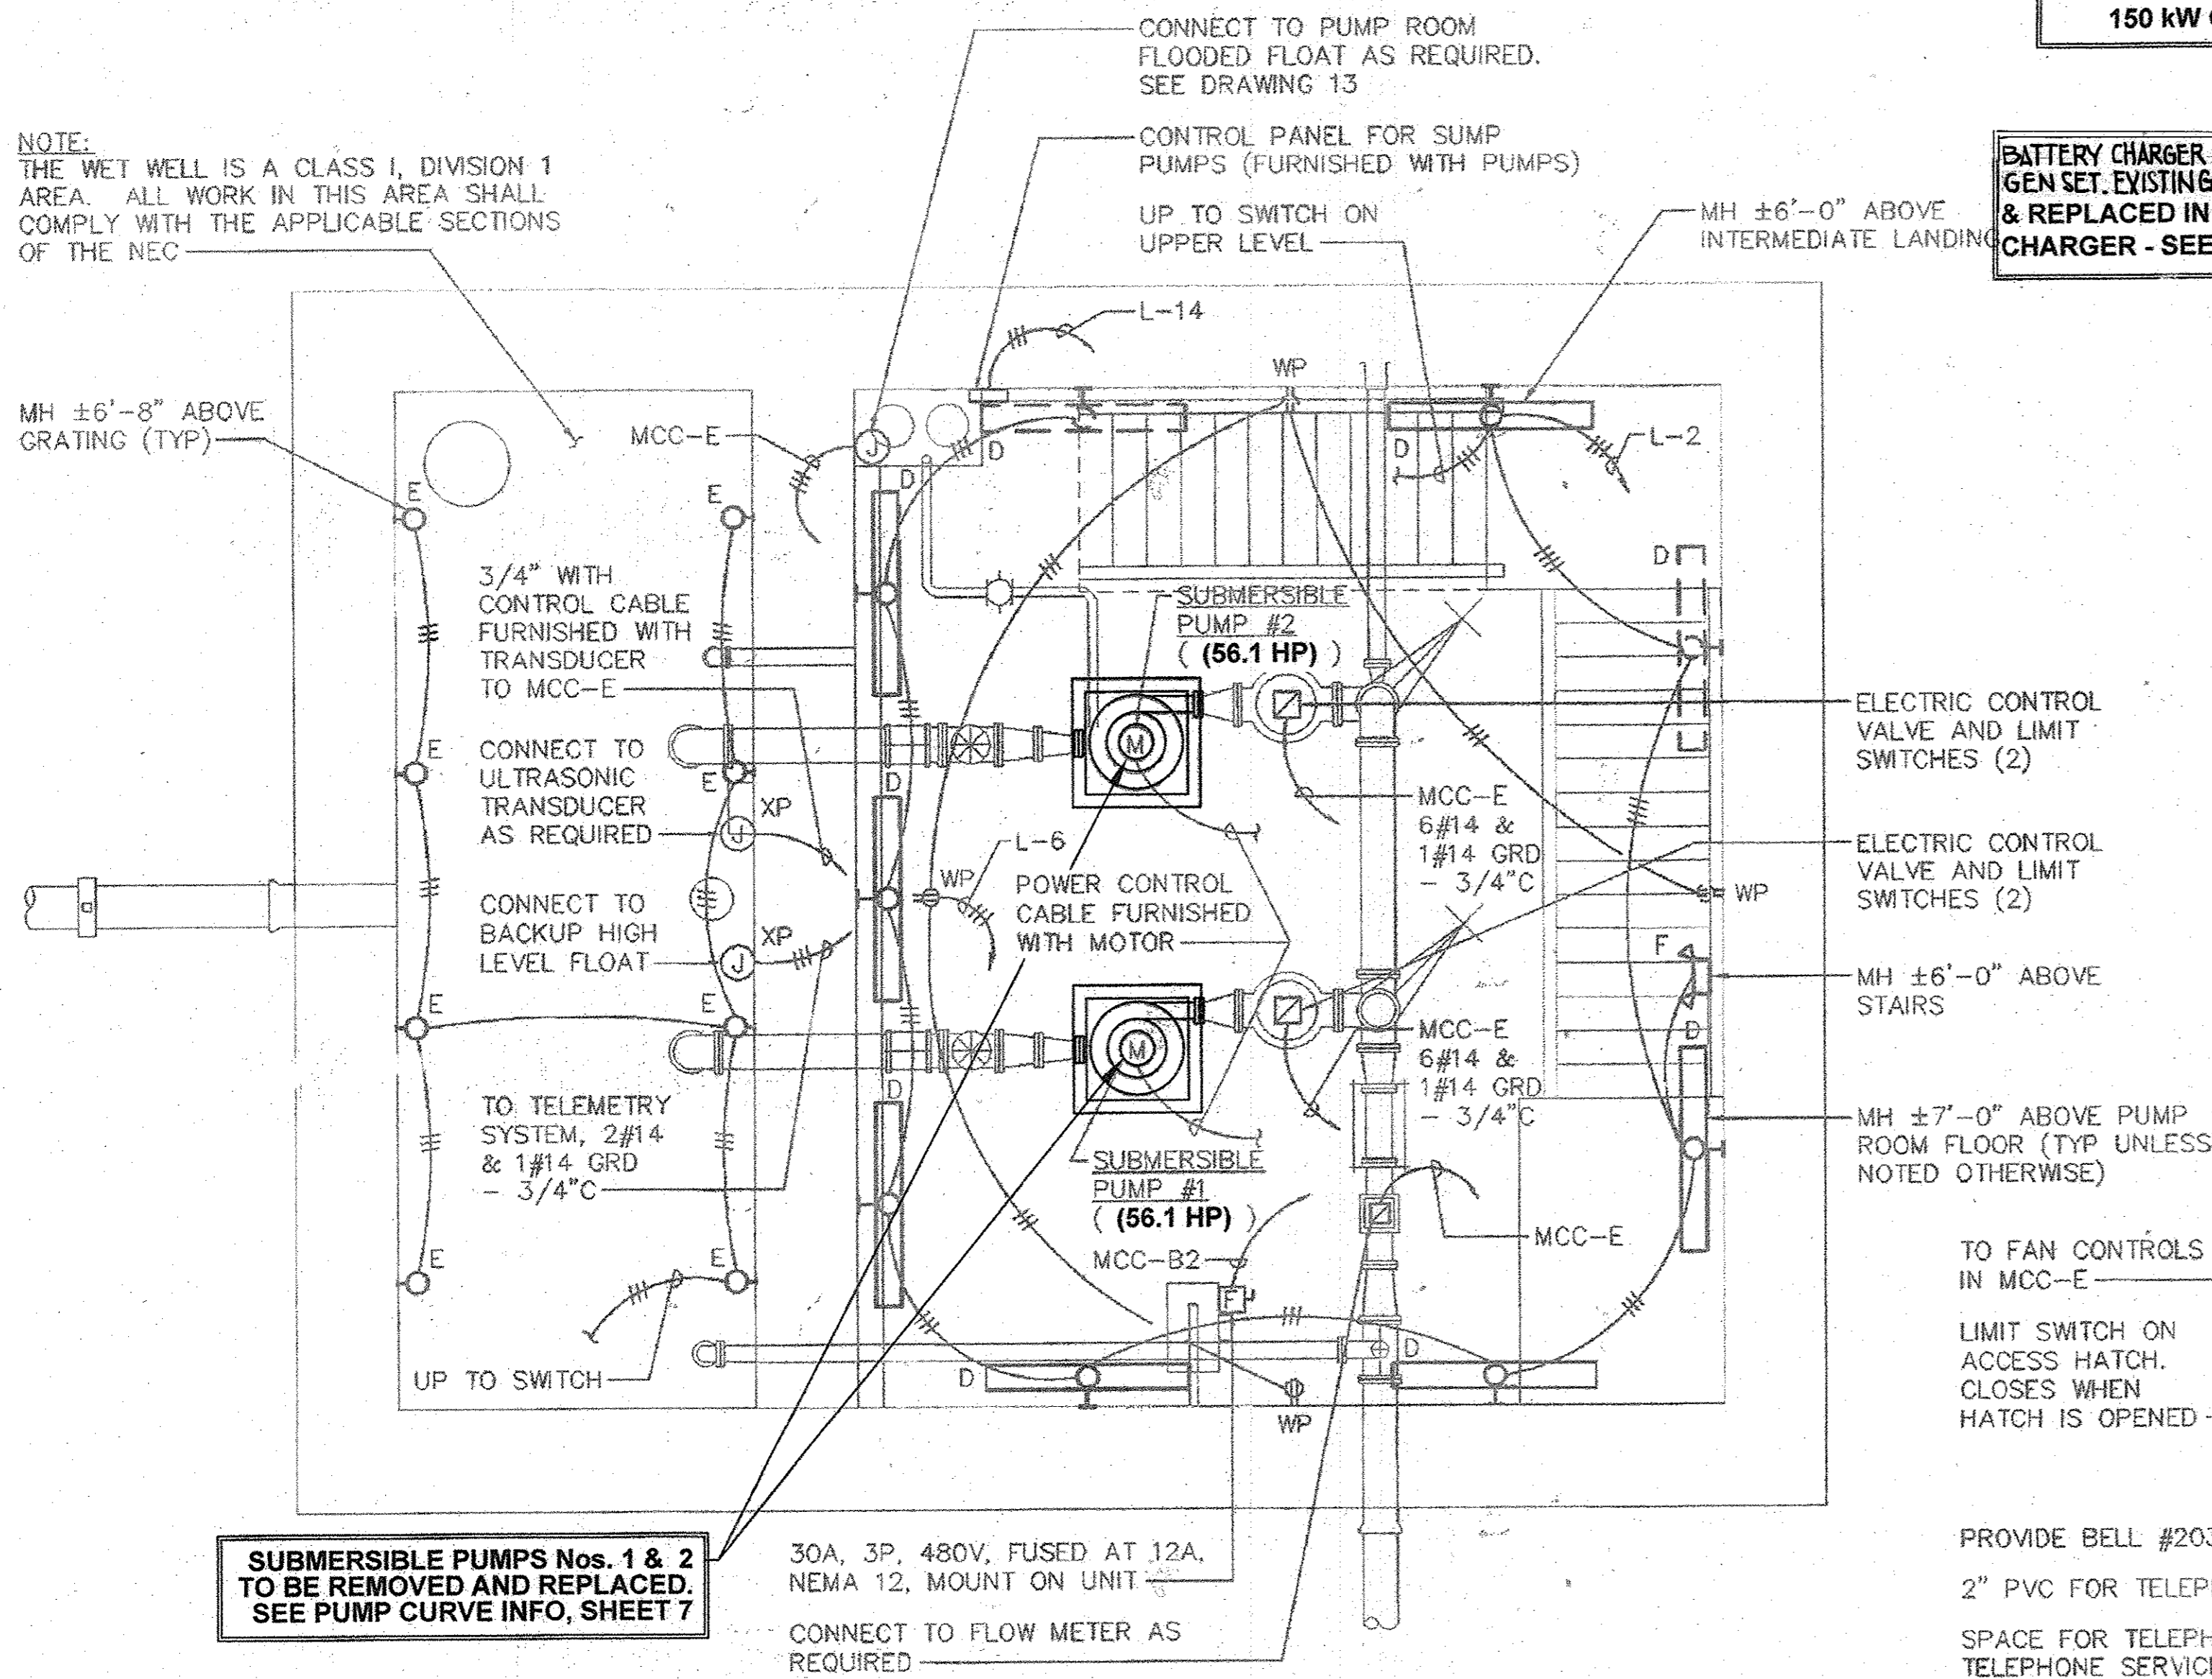 150 kW
CONNECT TO PUMP ROOM
FLOODED FLOAT AS REQUIRED.
SEE DRAWING 13
NOTE:
THE WET WELL IS A CLASS I, DIVISION 1
AREA. ALL WORK IN THIS AREA SHALL
COMPLY WITH THE APPLICABLE SECTIONS
OF THE NEC
CONTROL PANEL FOR SUMP
PUMPS (FURNISHED WITH PUMPS)
UP TO SWITCH ON
UPPER LEVEL
MH ±6'-0" ABOVE
INTERMEDIATE LANDING
BATTERY CHARGER
GEN SET. EXISTING
& REPLACED IN
CHARGER - SEE
L-14
WP
MH ±6'-8" ABOVE
GRATING (TYP)
MCC-E
J
D
D
D
L-2
E
E
3/4" WITH
CONTROL CABLE
FURNISHED WITH
TRANSDUCER
TO MCC-E
D
SUBMERSIBLE
PUMP #2
( (56.1 HP) )
ELECTRIC CONTROL
VALVE AND LIMIT
SWITCHES (2)
E
E
M
CONNECT TO
ULTRASONIC
TRANSDUCER
AS REQUIRED
XP
J
D
MCC-E
6#14 &
1#14 GRD
- 3/4"C
ELECTRIC CONTROL
VALVE AND LIMIT
SWITCHES (2)
L-6
WP
POWER CONTROL
CABLE FURNISHED
WITH MOTOR
WP
CONNECT TO
BACKUP HIGH
LEVEL FLOAT
XP
J
F
MH ±6'-0" ABOVE
STAIRS
E
E
M
MCC-E
6#14 &
1#14 GRD
- 3/4"C
D
D
TO TELEMETRY
SYSTEM, 2#14
& 1#14 GRD
- 3/4"C
SUBMERSIBLE
PUMP #1
( (56.1 HP) )
MH ±7'-0" ABOVE PUMP
ROOM FLOOR (TYP UNLESS
NOTED OTHERWISE)
E
E
MCC-B2
F
MCC-E
TO FAN CONTROLS
IN MCC-E
LIMIT SWITCH ON
ACCESS HATCH.
CLOSES WHEN
HATCH IS OPENED
UP TO SWITCH
D
D
WP
SUBMERSIBLE PUMPS Nos. 1 & 2
TO BE REMOVED AND REPLACED.
SEE PUMP CURVE INFO, SHEET 7
30A, 3P, 480V, FUSED AT 12A,
NEMA 12, MOUNT ON UNIT
CONNECT TO FLOW METER AS
REQUIRED
PROVIDE BELL #203
2" PVC FOR
SPACE FOR
TELEPHONE